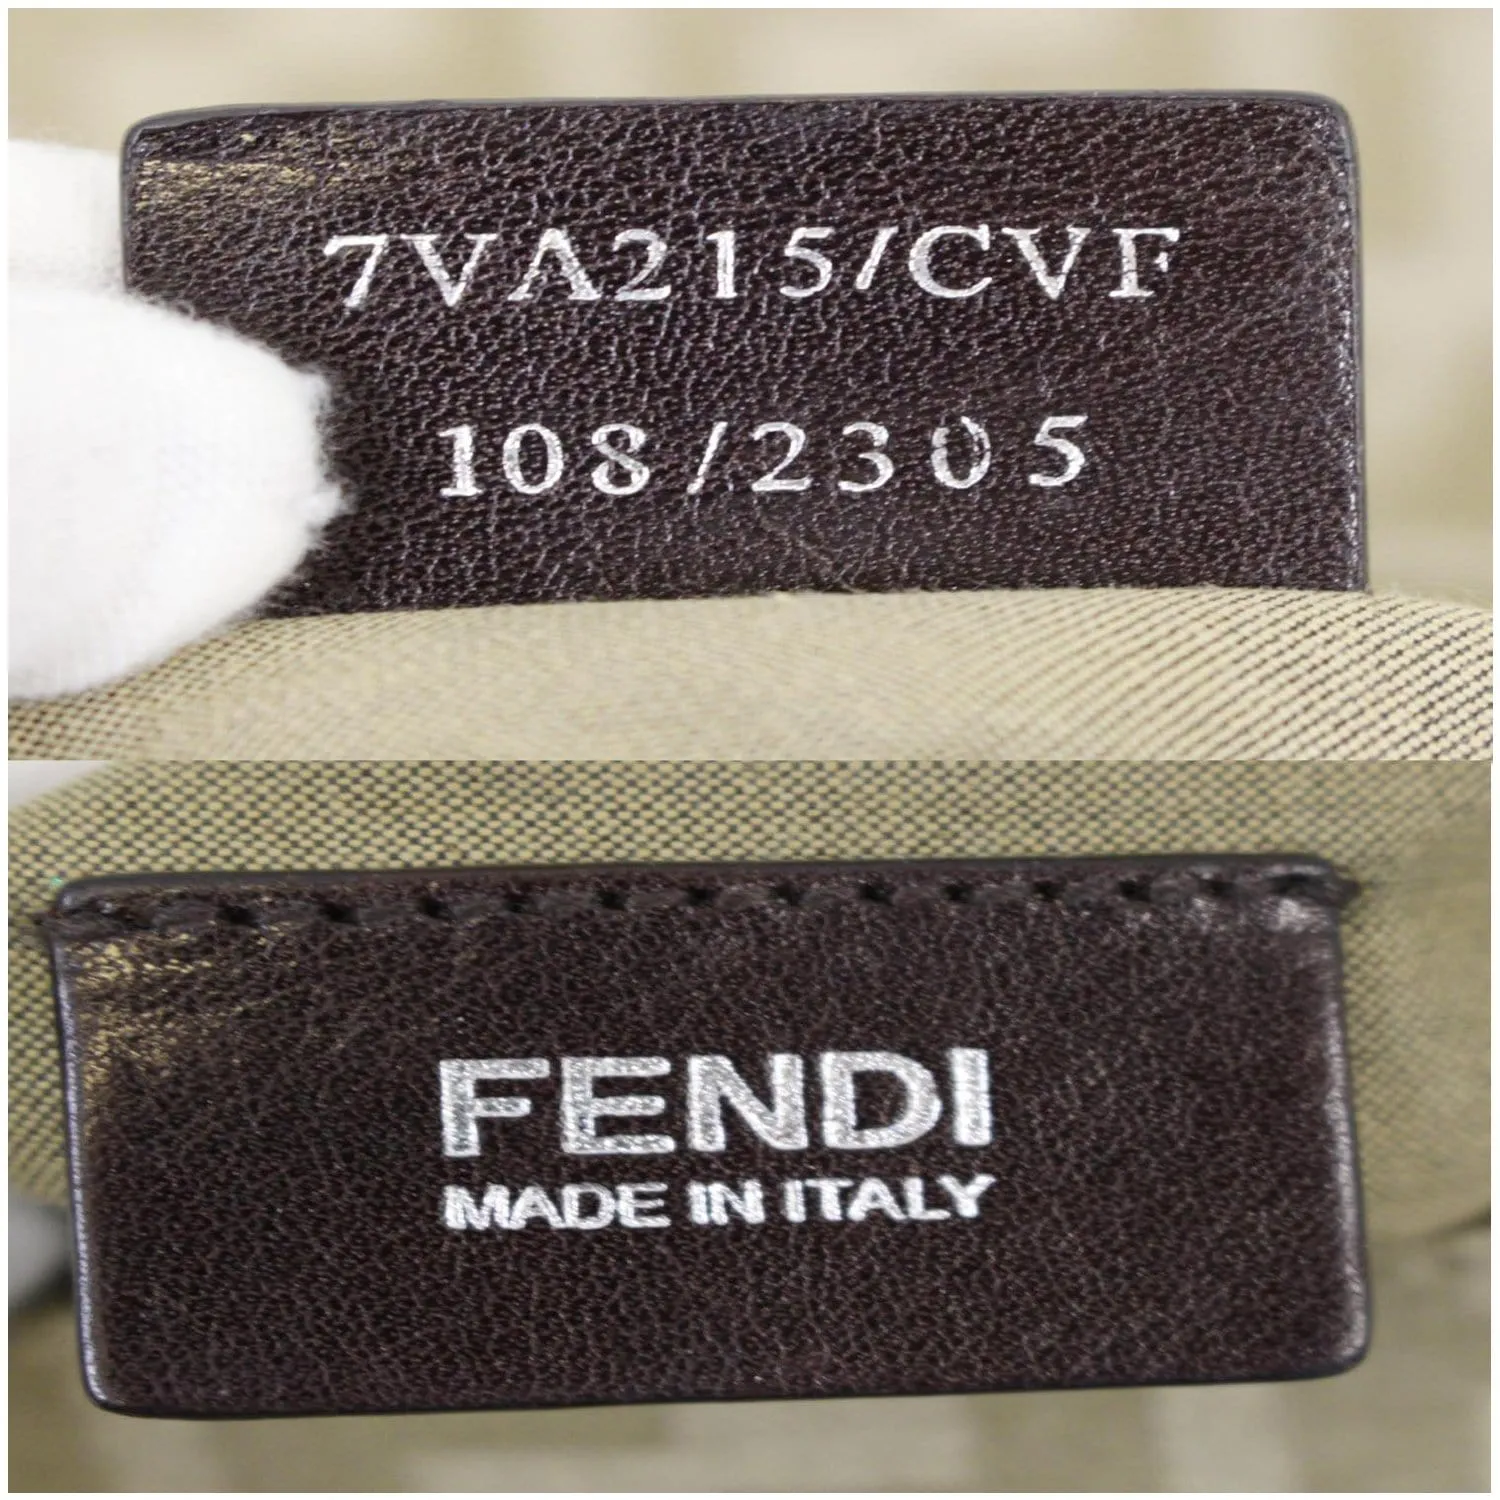 7VA215/CVF
108/2305
FENDI
MADE IN ITALY